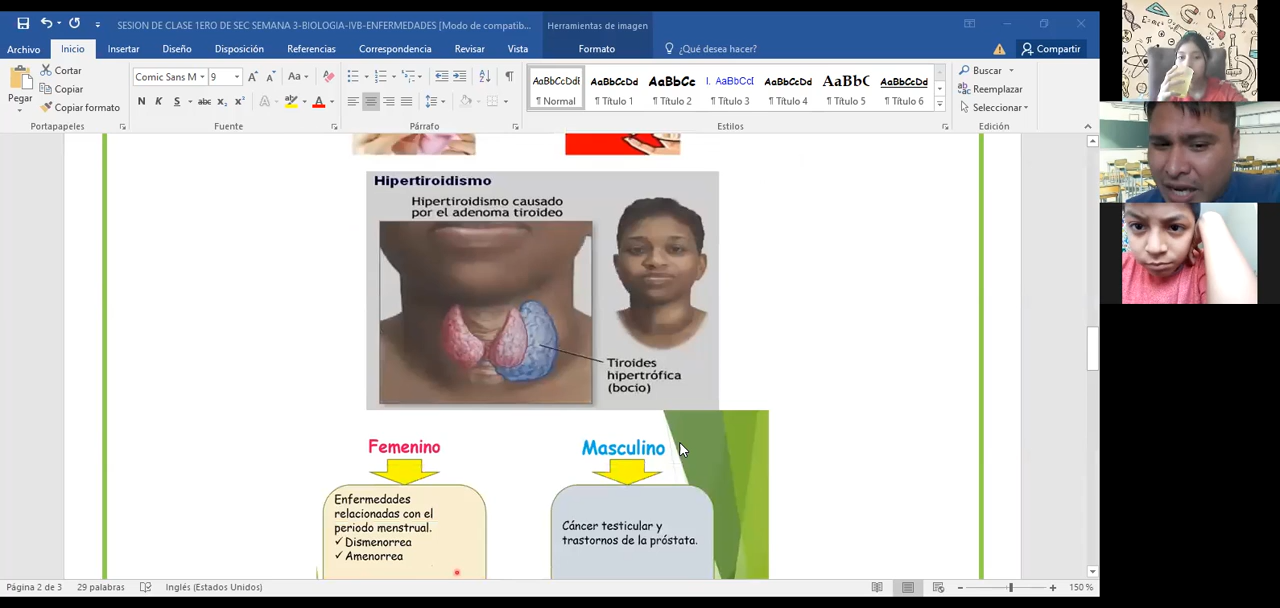 SESION DE CLASE 1ERO DE SEC SEMANA 3-BIOLOGIA-IVB-ENFERMEDADES [Modo de compatib...
Herramientas de imagen
Archivo
Inicio
Insertar
Diseño
Disposición
Referencias
Correspondencia
Revisar
Vista
Formato
¿Qué desea hacer?
Compartir
Pegar
Cortar
Copiar
Copiar formato
Portapapeles
Comic Sans M
9
Fuente
Párrafo
AaBbCcDdI
¶ Normal
AaBbCcDd
¶ Título 1
AaBbCc
¶ Título 2
I. AaBbCcI
¶ Título 3
AaBbCcDd
¶ Título 4
AaBbC
¶ Título 5
AaBbCcDd
¶ Título 6
Estilos
Buscar
Reemplazar
Seleccionar
Edición
Hipertiroidismo
Hipertiroidismo causado
por el adenoma tiroideo
Tiroides
hipertrófica
(bocio)
Femenino
Masculino
Enfermedades
relacionadas con el
periodo menstrual.
✓ Dismenorrea
✓ Amenorrea
Cáncer testicular y
trastornos de la próstata.
Página 2 de 3
29 palabras
Inglés (Estados Unidos)
150 %